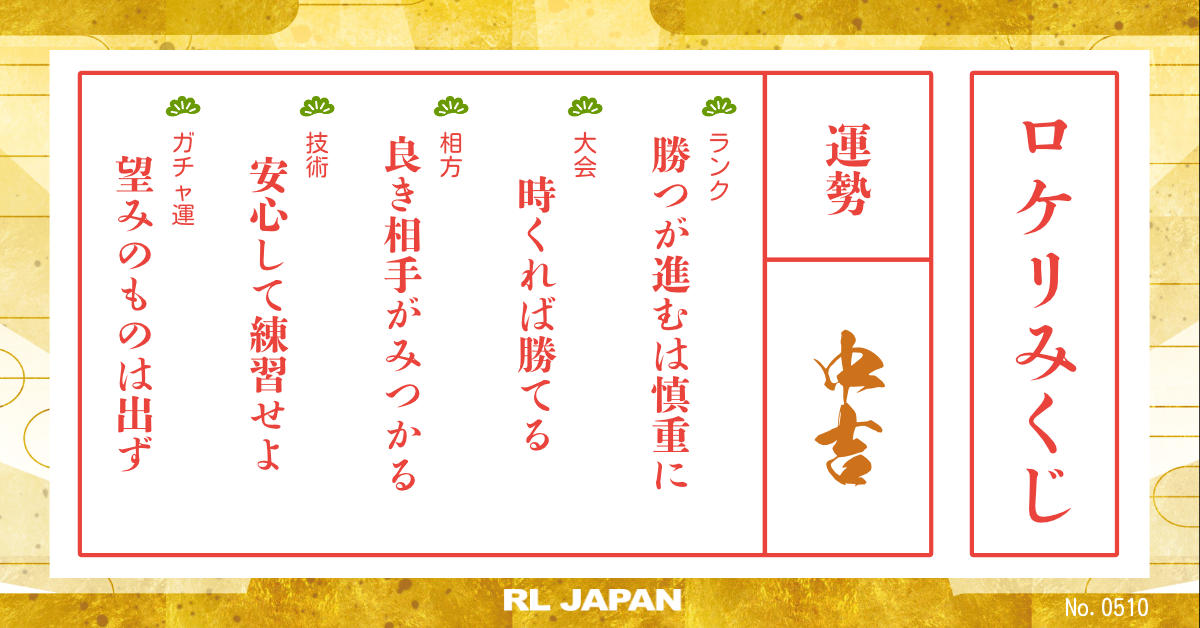 ロケリみくじ
運勢
中吉
ランク
勝つが進むは慎重に
大会
時くれば勝てる
相方
良き相手がみつかる
技術
安心して練習せよ
ガチャ運
望みのものは出ず
RL JAPAN
No. 0510